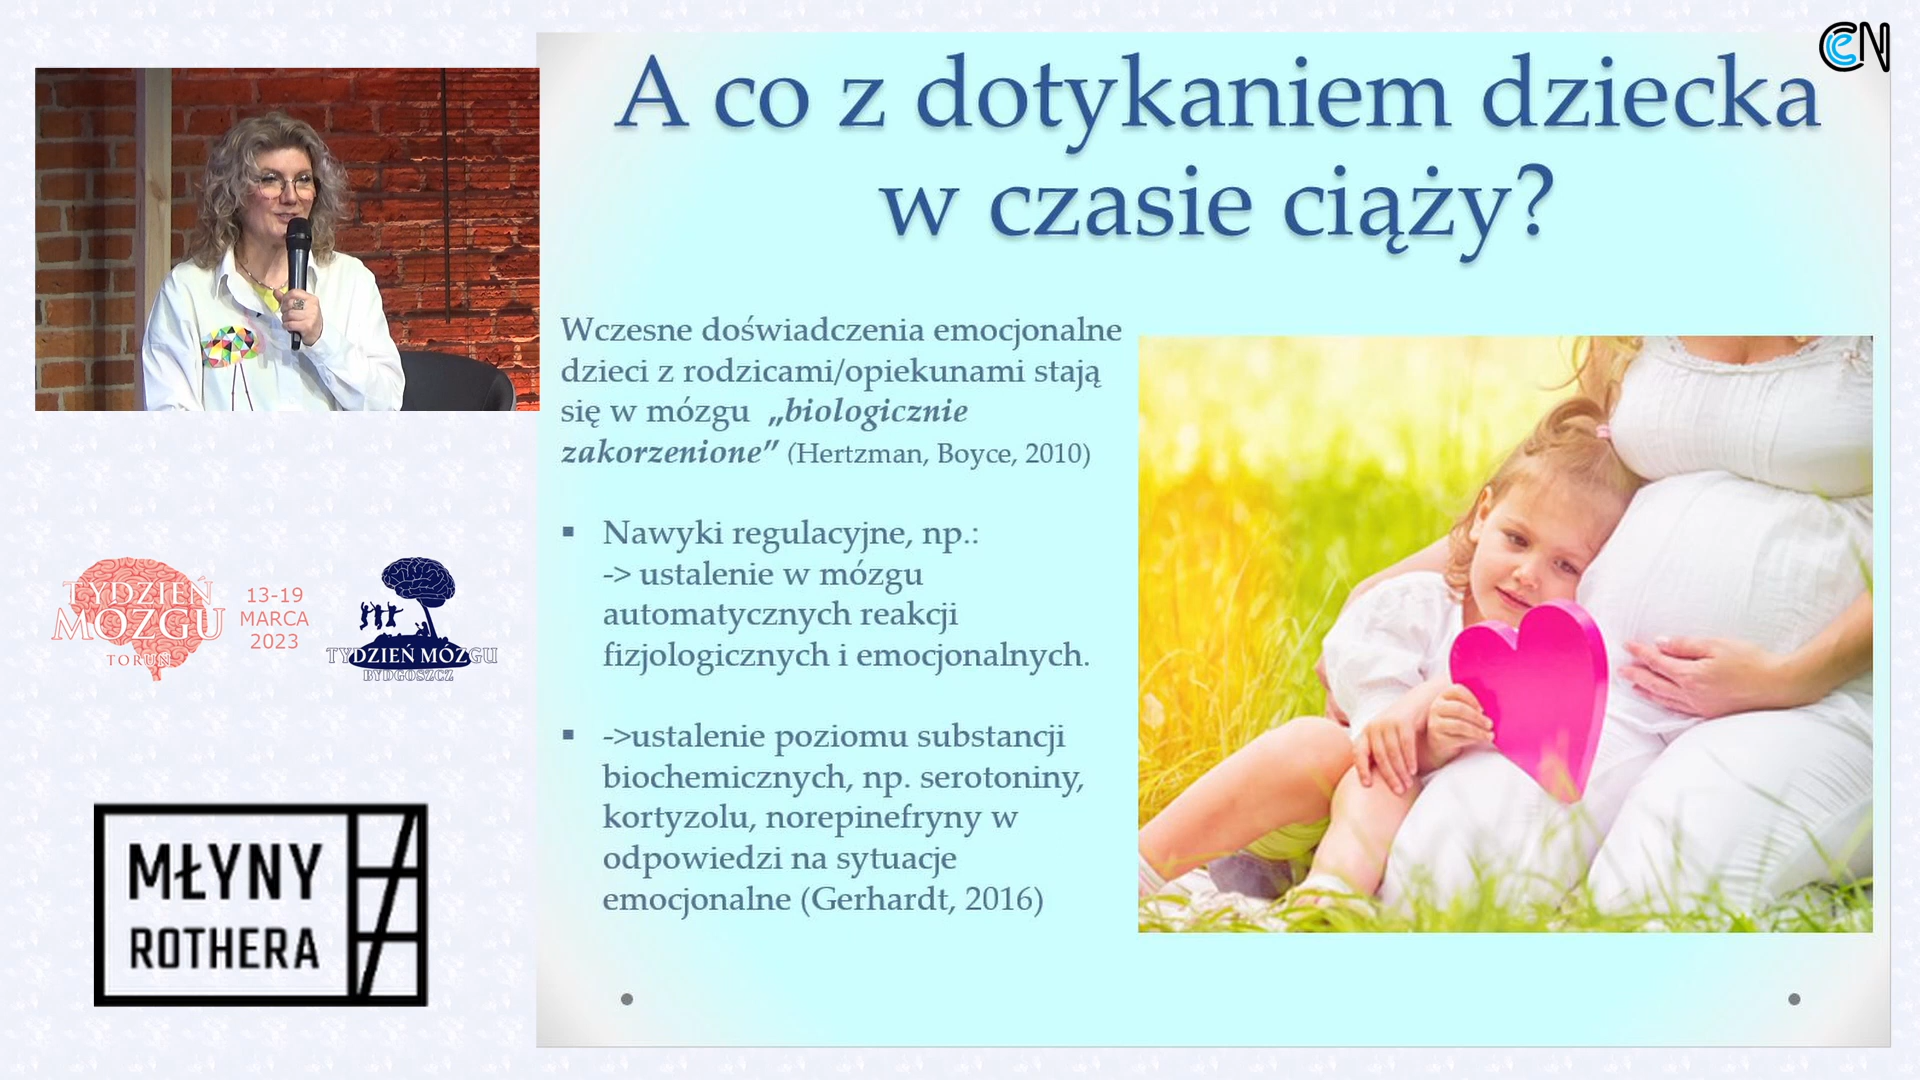 A co z dotykaniem dziecka
w czasie ciąży?
CeN
Wczesne doświadczenia emocjonalne
dzieci z rodzicami/opiekunami stają
się w mózgu „biologicznie
zakorzenione” (Hertzman, Boyce, 2010)
▪ Nawyki regulacyjne, np.:
-> ustalenie w mózgu
automatycznych reakcji
fizjologicznych i emocjonalnych.
▪ ->ustalenie poziomu substancji
biochemicznych, np. serotoniny,
kortyzolu, norepinefryny w
odpowiedzi na sytuacje
emocjonalne (Gerhardt, 2016)
TYDZIEŃ
MÓZGU
TORUŃ
13-19
MARCA
2023
TYDZIEŃ MÓZGU
BYDGOSZCZ
MŁYNY
ROTHERA